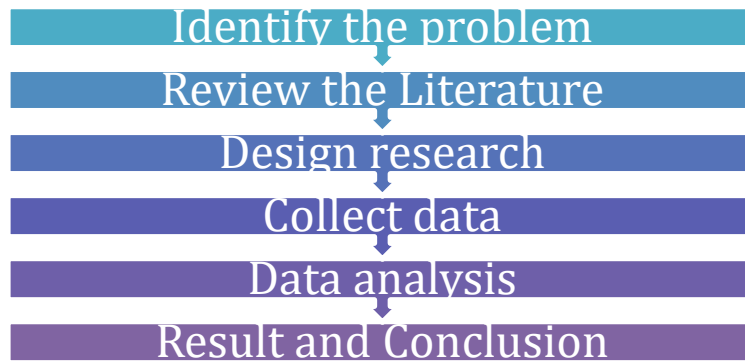 Identify the problem
Review the Literature
Design research
Collect data
Data analysis
Result and Conclusion